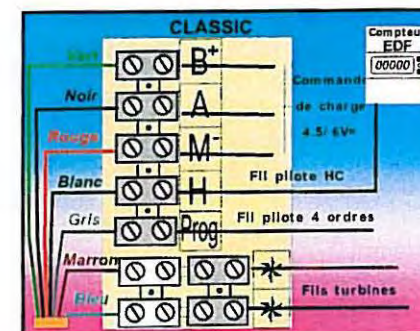 CLASSIC
Compteur
EDF
00000
Vert
B+
Noir
A
Commande
de charge
4.5/ 6V=
Rouge
M-
Blanc
H
Fil pilote HC
Gris
Prog
Fil pilote 4 ordres
Marron
Bleu
Fils turbines